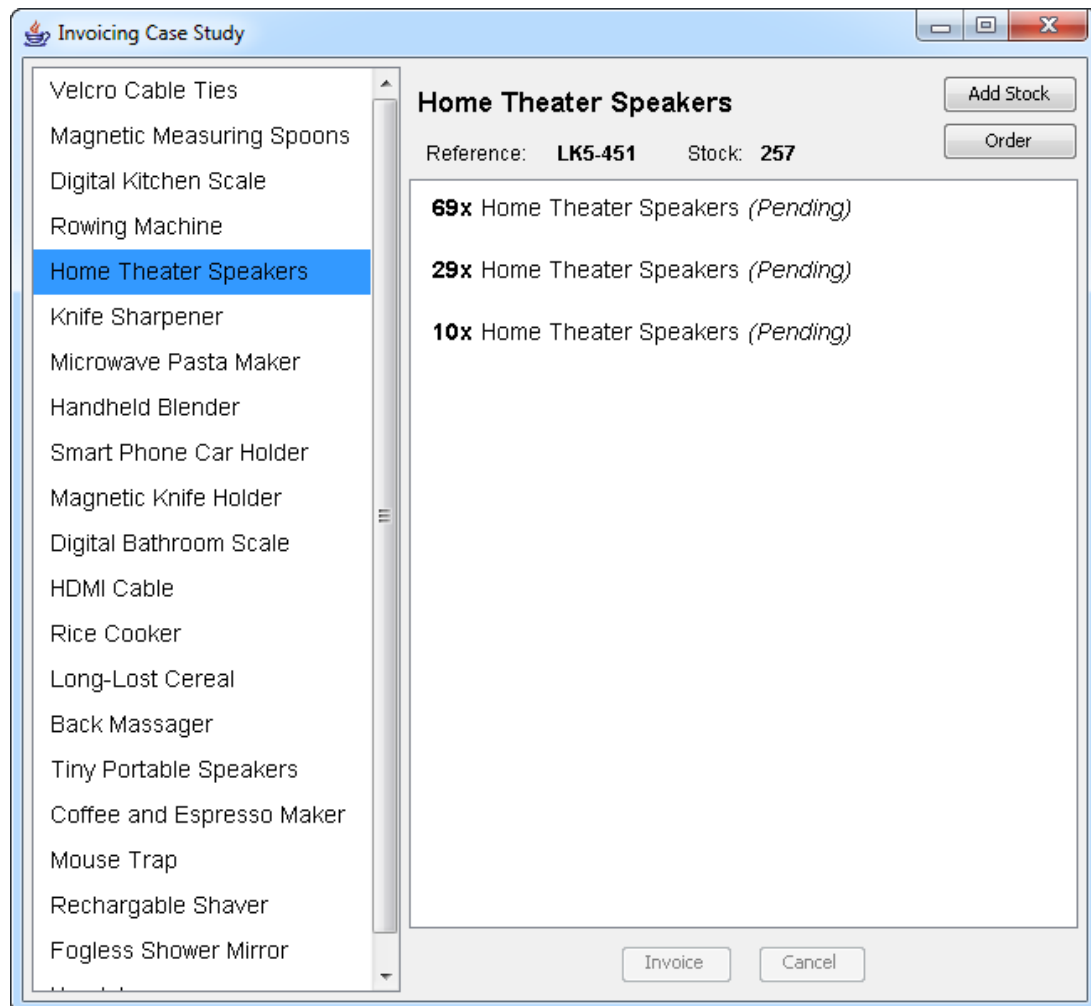 Invoicing Case Study
Velcro Cable Ties
Magnetic Measuring Spoons
Digital Kitchen Scale
Rowing Machine
Home Theater Speakers
Knife Sharpener
Microwave Pasta Maker
Handheld Blender
Smart Phone Car Holder
Magnetic Knife Holder
Digital Bathroom Scale
HDMI Cable
Rice Cooker
Long-Lost Cereal
Back Massager
Tiny Portable Speakers
Coffee and Espresso Maker
Mouse Trap
Rechargable Shaver
Fogless Shower Mirror
Home Theater Speakers
Add Stock
Reference: LK5-451 Stock: 257
Order
69x Home Theater Speakers (Pending)
29x Home Theater Speakers (Pending)
10x Home Theater Speakers (Pending)
Invoice Cancel